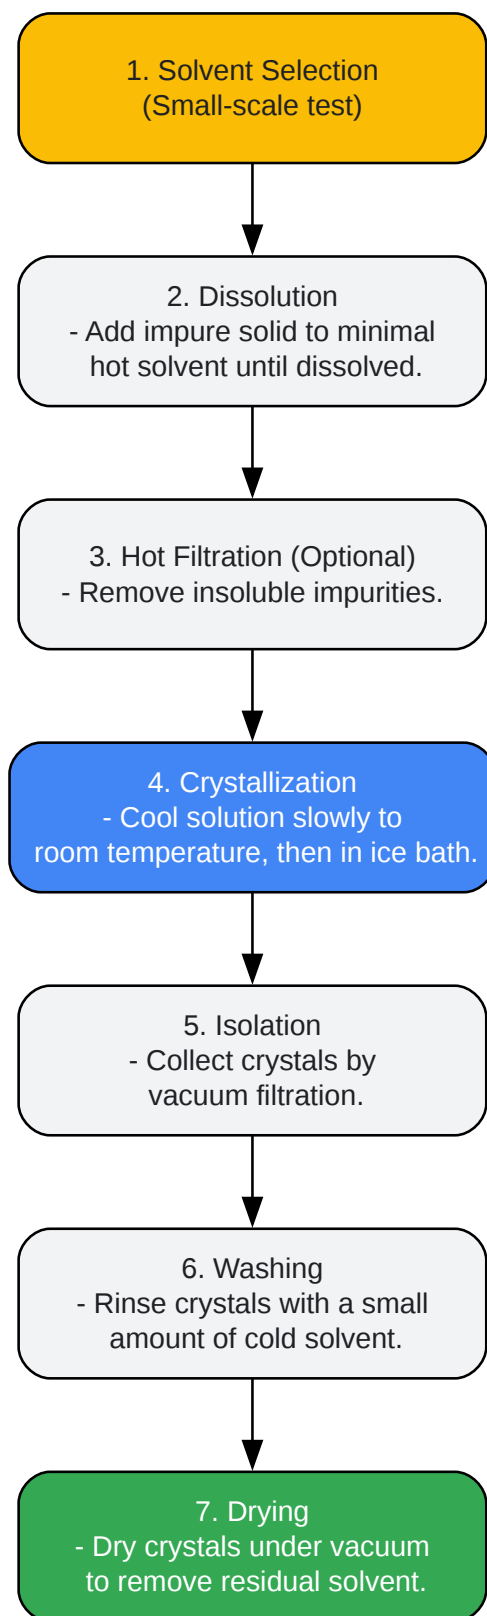 1. Solvent Selection
(Small-scale test)
2. Dissolution
- Add impure solid to minimal
hot solvent until dissolved.
3. Hot Filtration (Optional)
- Remove insoluble impurities.
4. Crystallization
- Cool solution slowly to
room temperature, then in ice bath.
5. Isolation
- Collect crystals by
vacuum filtration.
6. Washing
- Rinse crystals with a small
amount of cold solvent.
7. Drying
- Dry crystals under vacuum
to remove residual solvent.